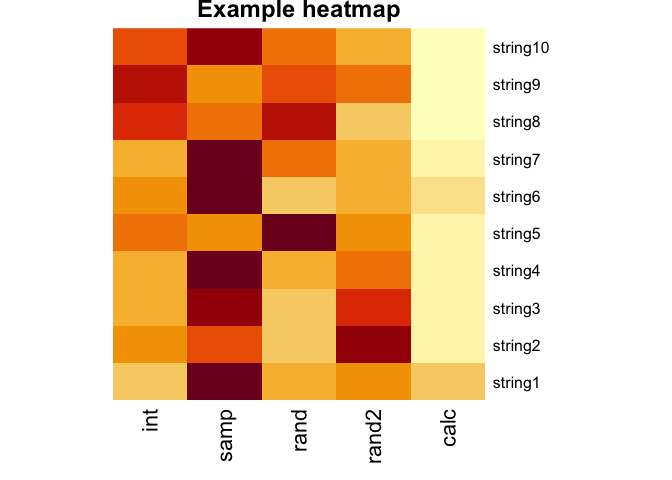 Example heatmap
string10
string9
string8
string7
string6
string5
string4
string3
string2
string1
int
samp
rand
rand2
calc